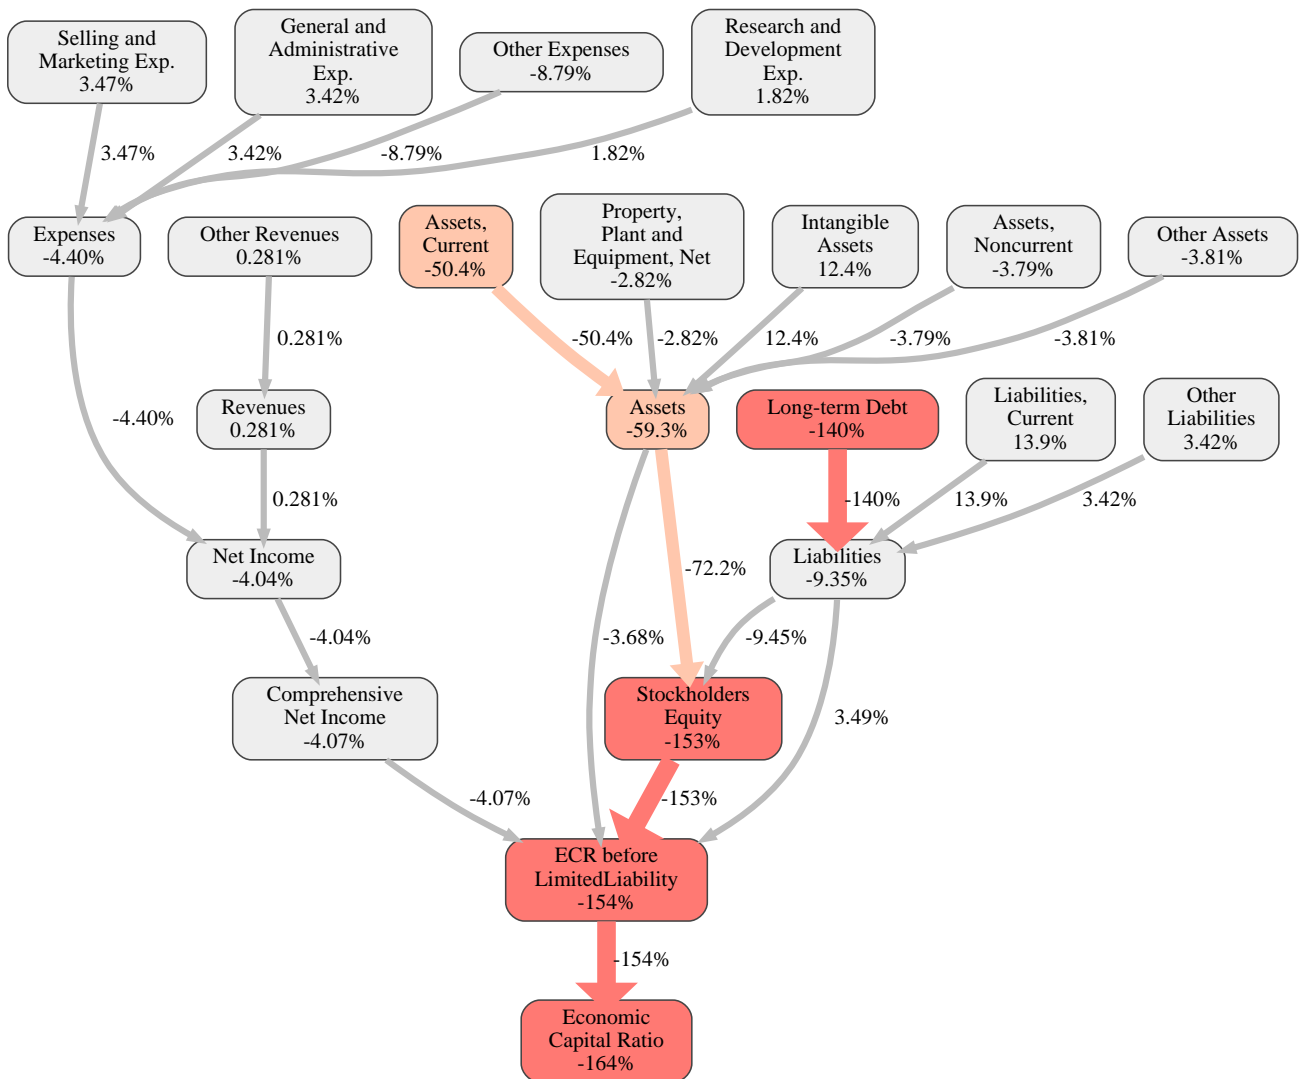 Selling and
Marketing Exp.
3.47%
General and
Administrative
Exp.
3.42%
Other Expenses
-8.79%
Research and
Development
Exp.
1.82%
3.47%
3.42%
-8.79%
1.82%
Expenses
-4.40%
Other Revenues
0.281%
Assets,
Current
-50.4%
Property,
Plant and
Equipment, Net
-2.82%
Intangible
Assets
12.4%
Assets,
Noncurrent
-3.79%
Other Assets
-3.81%
0.281%
-50.4%
-2.82%
12.4%
-3.79%
-3.81%
-4.40%
Revenues
0.281%
Assets
-59.3%
Long-term Debt
-140%
Liabilities,
Current
13.9%
Other
Liabilities
3.42%
0.281%
-140%
13.9%
3.42%
Net Income
-4.04%
-72.2%
Liabilities
-9.35%
-4.04%
-3.68%
-9.45%
Comprehensive
Net Income
-4.07%
Stockholders
Equity
-153%
3.49%
-4.07%
-153%
ECR before
LimitedLiability
-154%
-154%
Economic
Capital Ratio
-164%